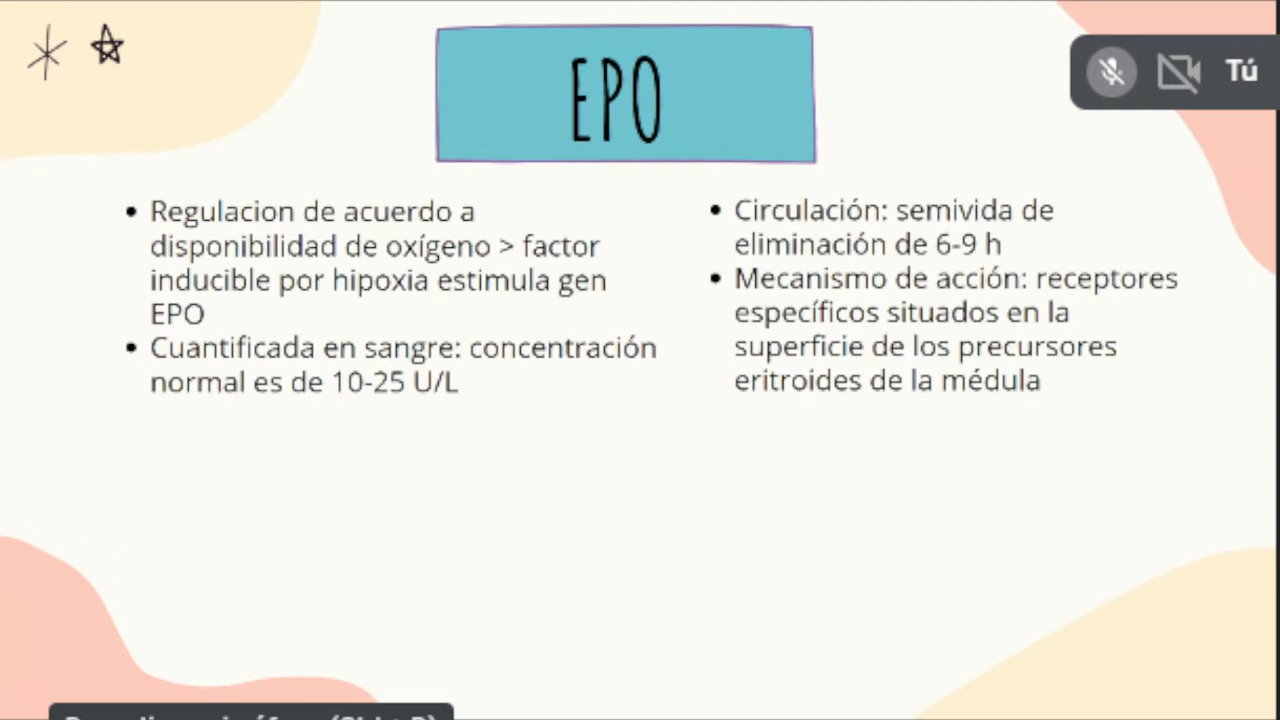 EPO
Tú
Regulacion de acuerdo a
disponibilidad de oxígeno > factor
inducible por hipoxia estimula gen
EPO
Cuantificada en sangre: concentración
normal es de 10-25 U/L
Circulación: semivida de
eliminación de 6-9 h
Mecanismo de acción: receptores
específicos situados en la
superficie de los precursores
eritroides de la médula